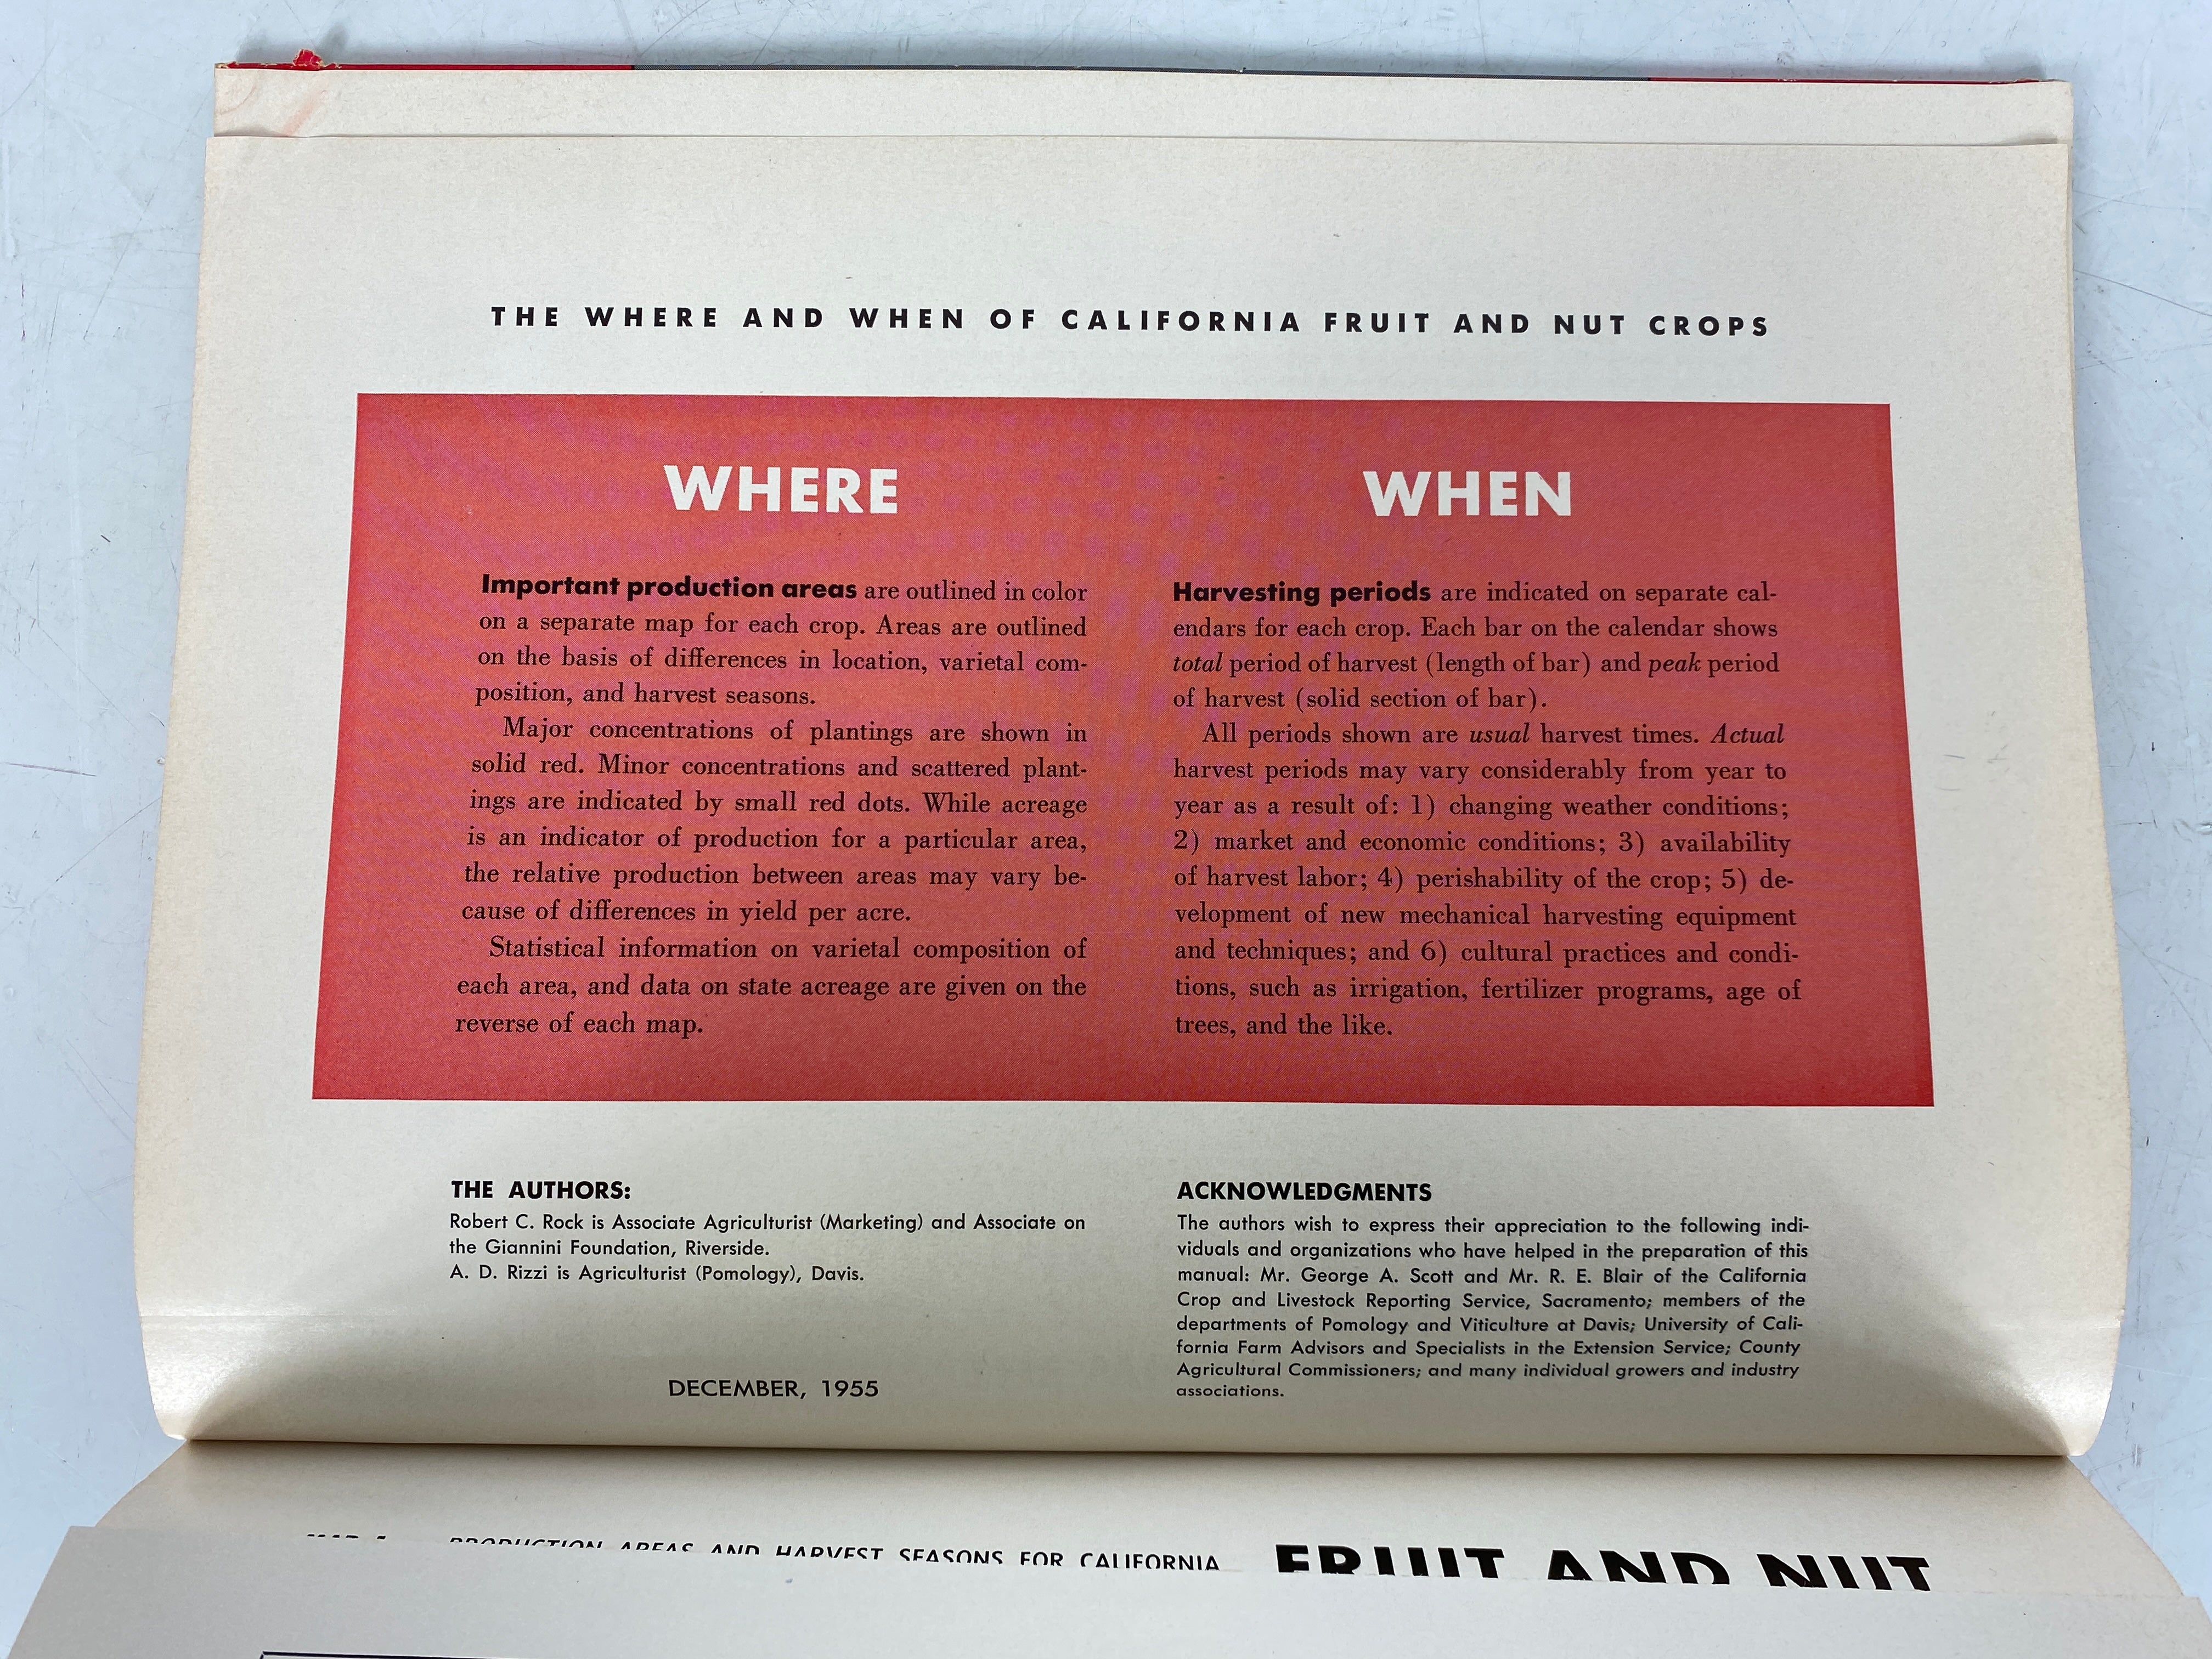 THE WHERE AND WHEN OF CALIFORNIA FRUIT AND NUT CROPS
WHERE
Important production areas are outlined in color
on a separate map for each crop. Areas are outlined
on the basis of differences in location, varietal com-
position, and harvest seasons.
Major concentrations of plantings are shown in
solid red. Minor concentrations and scattered plant-
ings are indicated by small red dots. While acreage
is an indicator of production for a particular area,
the relative production between areas may vary be-
cause of differences in yield per acre.
Statistical information on varietal composition of
each area, and data on state acreage are given on the
reverse of each map.
WHEN
Harvesting periods are indicated on separate cal-
endars for each crop. Each bar on the calendar shows
total period of harvest (length of bar) and peak period
of harvest (solid section of bar).
All periods shown are usual harvest times. Actual
harvest periods may vary considerably from year to
year as a result of: 1) changing weather conditions;
2) market and economic conditions; 3) availability
of harvest labor; 4) perishability of the crop; 5) de-
velopment of new mechanical harvesting equipment
and techniques; and 6) cultural practices and condi-
tions, such as irrigation, fertilizer programs, age of
trees, and the like.
THE AUTHORS:
Robert C. Rock is Associate Agriculturist (Marketing) and Associate on
the Giannini Foundation, Riverside.
A. D. Rizzi is Agriculturist (Pomology), Davis.
DECEMBER, 1955
ACKNOWLEDGMENTS
The authors wish to express their appreciation to the following indi-
viduals and organizations who have helped in the preparation of this
manual: Mr. George A. Scott and Mr. R. E. Blair of the California
Crop and Livestock Reporting Service, Sacramento; members of the
departments of Pomology and Viticulture at Davis; University of Cali-
fornia Farm Advisors and Specialists in the Extension Service; County
Agricultural Commissioners; and many individual growers and industry
associations.
PRODUCTION AREAS AND HARVEST SEASONS FOR CALIFORNIA FRUIT AND NUT